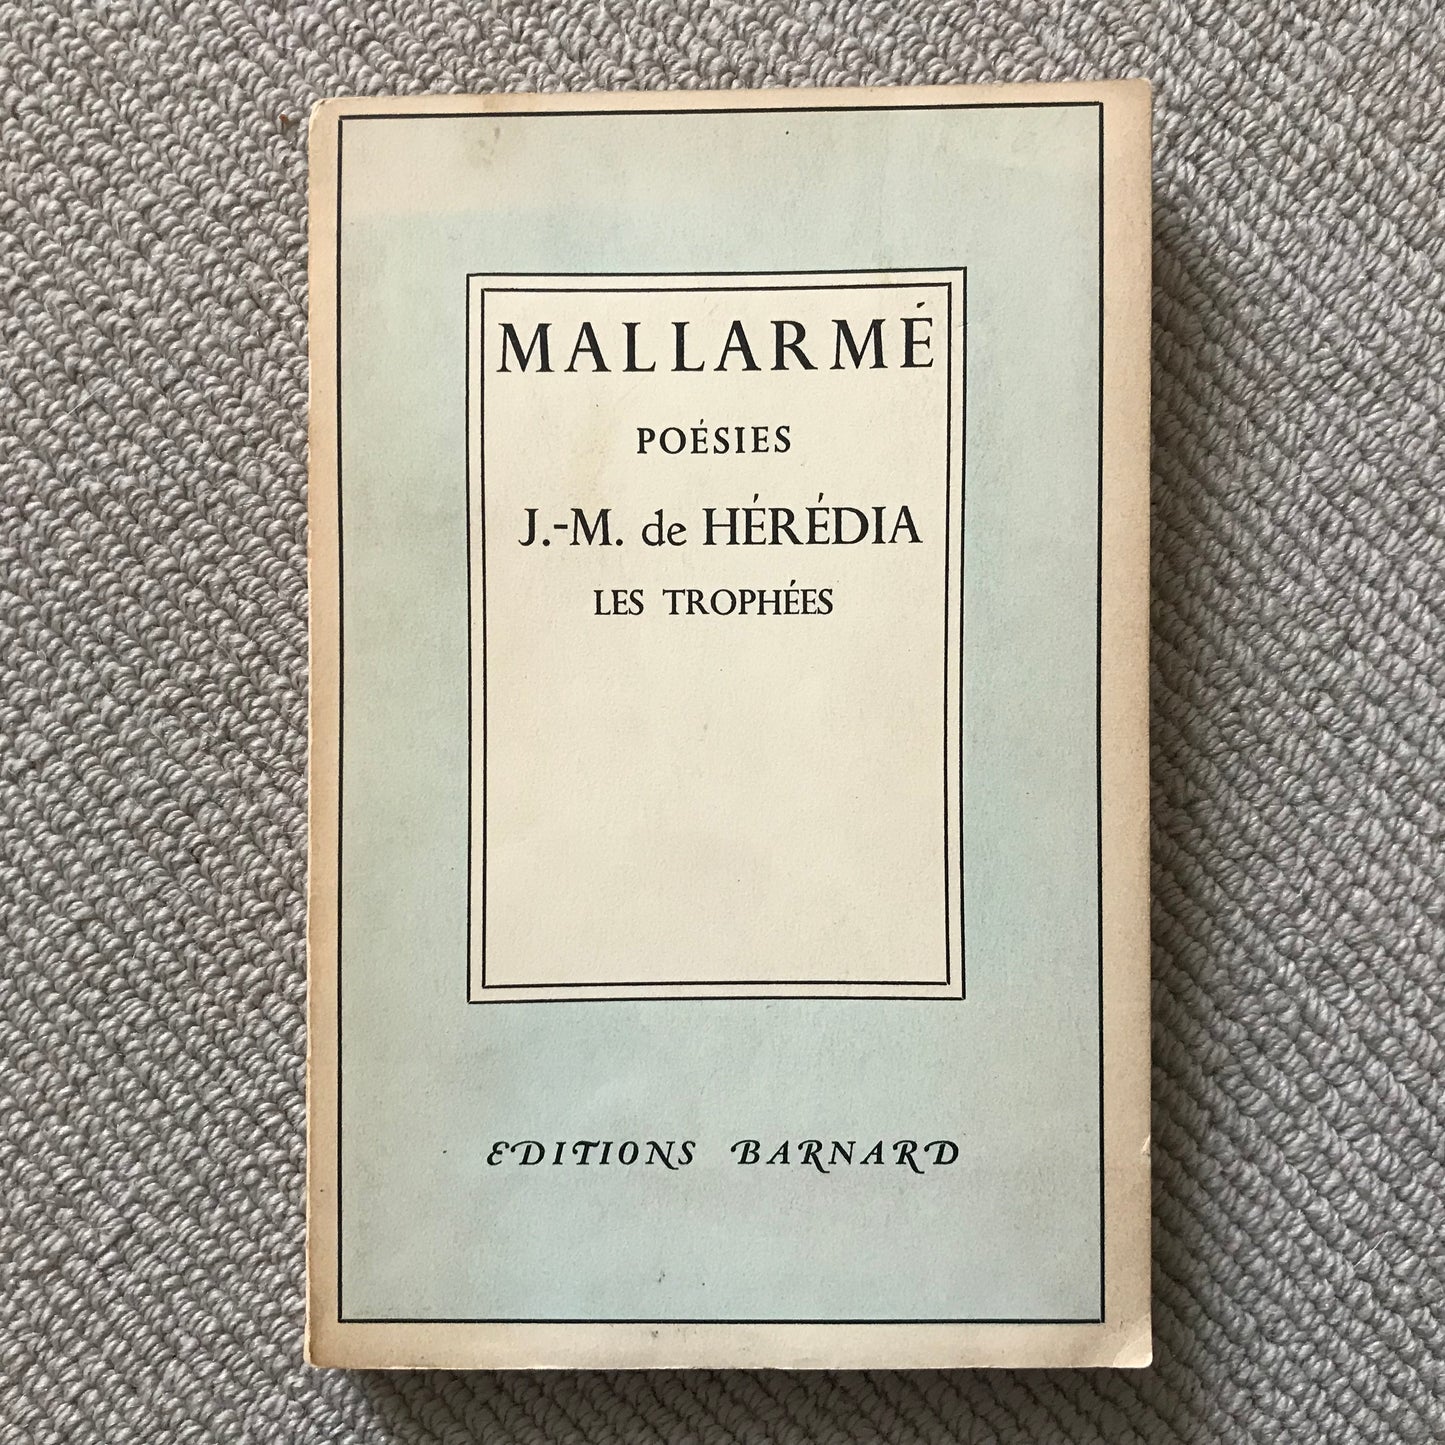 MALLARMÉ
POÉSIES
J.-M. de HÉRÉDIA
LES TROPHÉES
EDITIONS BARNARD